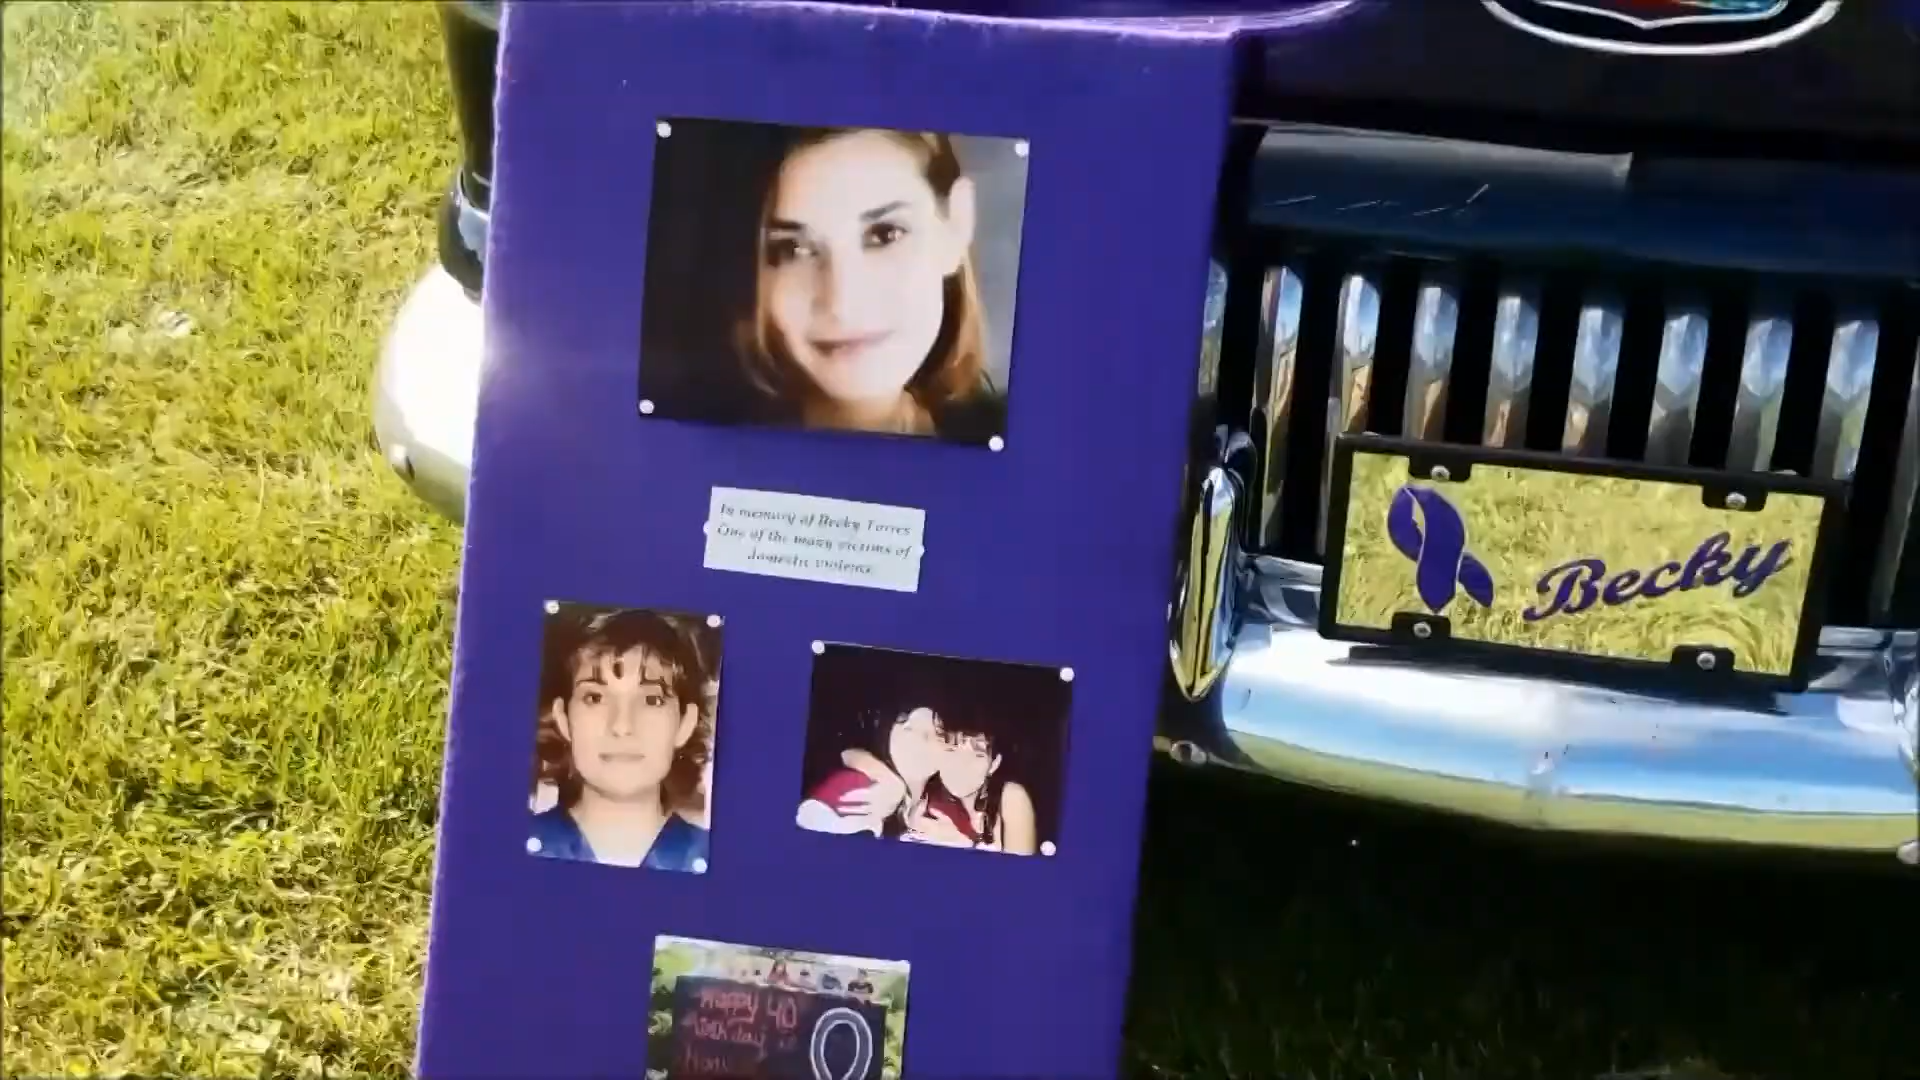 In memory of Becky Torres
One of the many victims of
domestic violence
Becky
Happy 40
Birthday